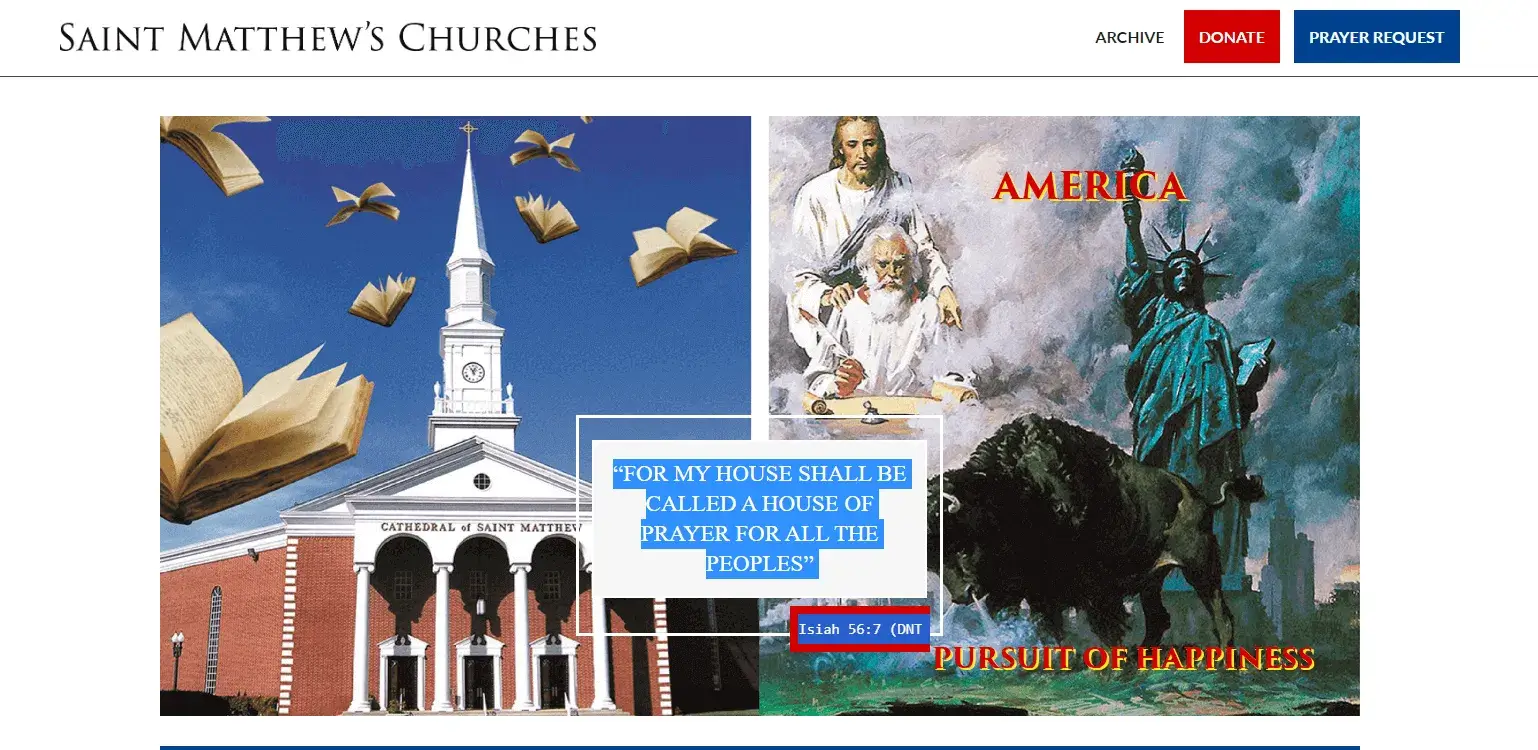 SAINT MATTHEW'S CHURCHES
ARCHIVE
DONATE
PRAYER REQUEST
AMERICA
CATHEDRAL of SAINT MATTHEW
“FOR MY HOUSE SHALL BE
CALLED A HOUSE OF
PRAYER FOR ALL THE
PEOPLES”
Isiah 56:7 (DNT
PURSUIT OF HAPPINESS